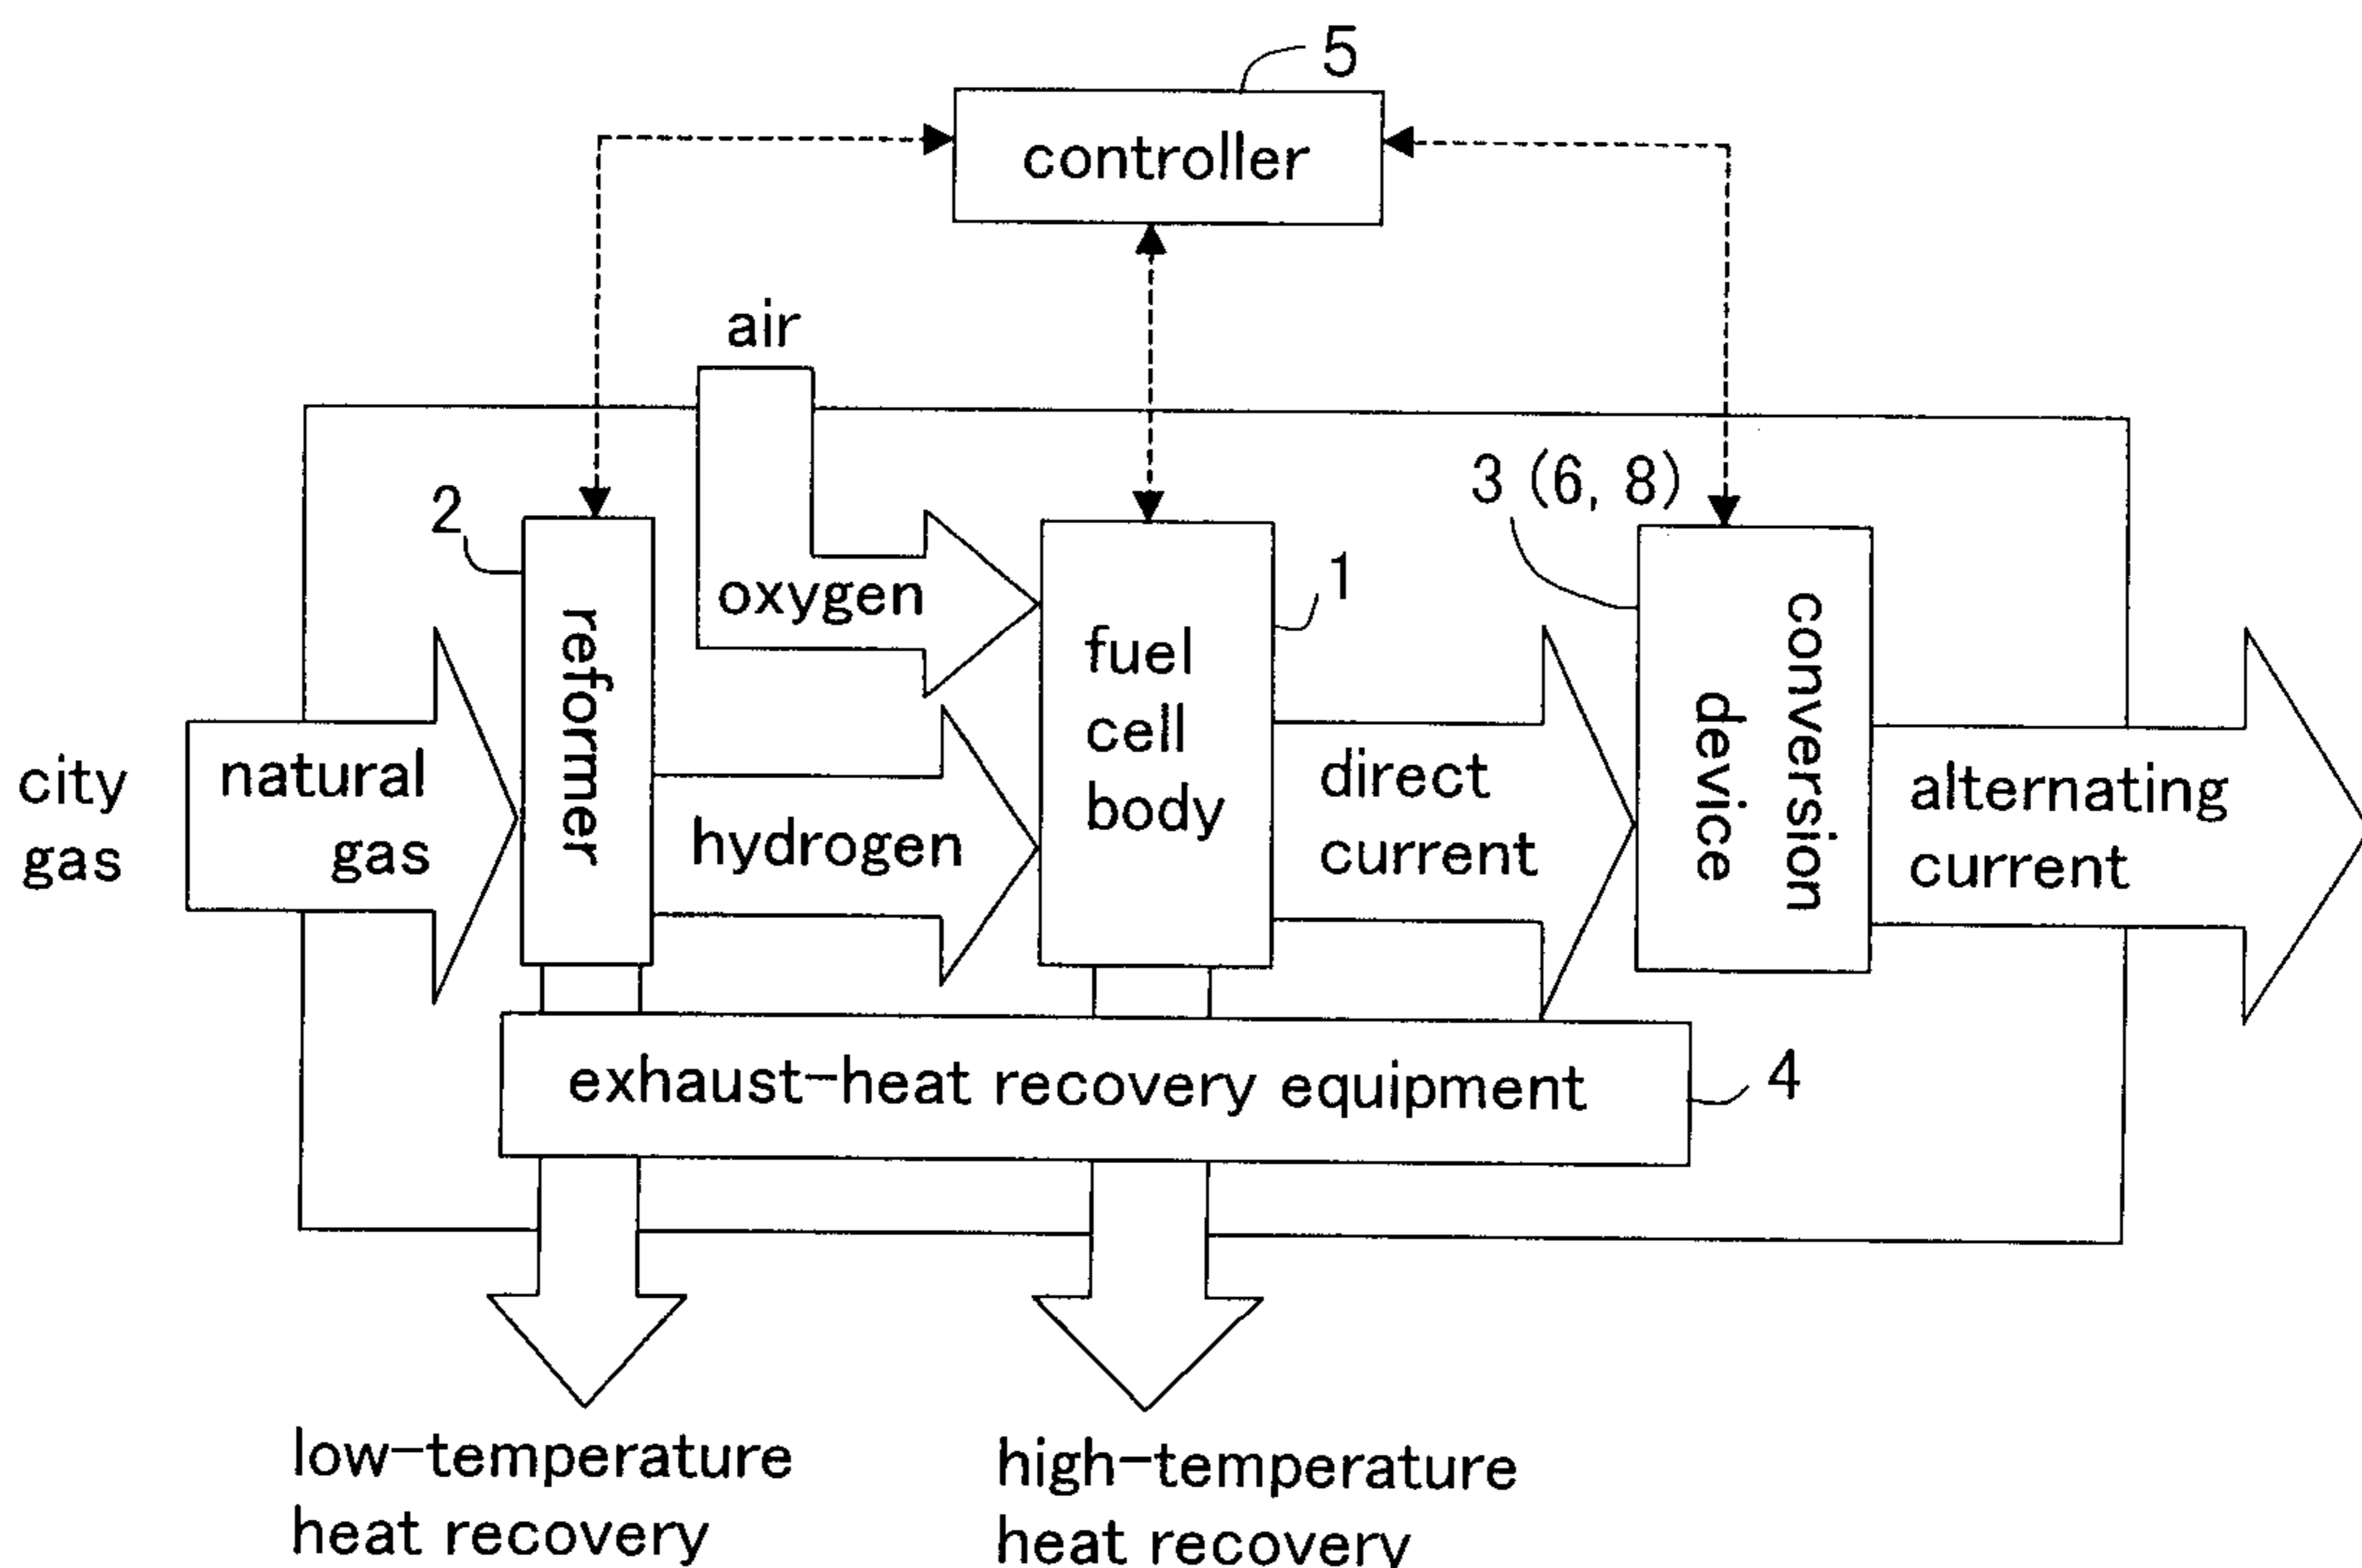 5
controller
air
3 (6, 8)
2
oxygen
1
reformer
fuel
cell
body
conversion
device
city
gas
natural
gas
hydrogen
direct
current
alternating
current
exhaust-heat recovery equipment
4
low-temperature
heat recovery
high-temperature
heat recovery